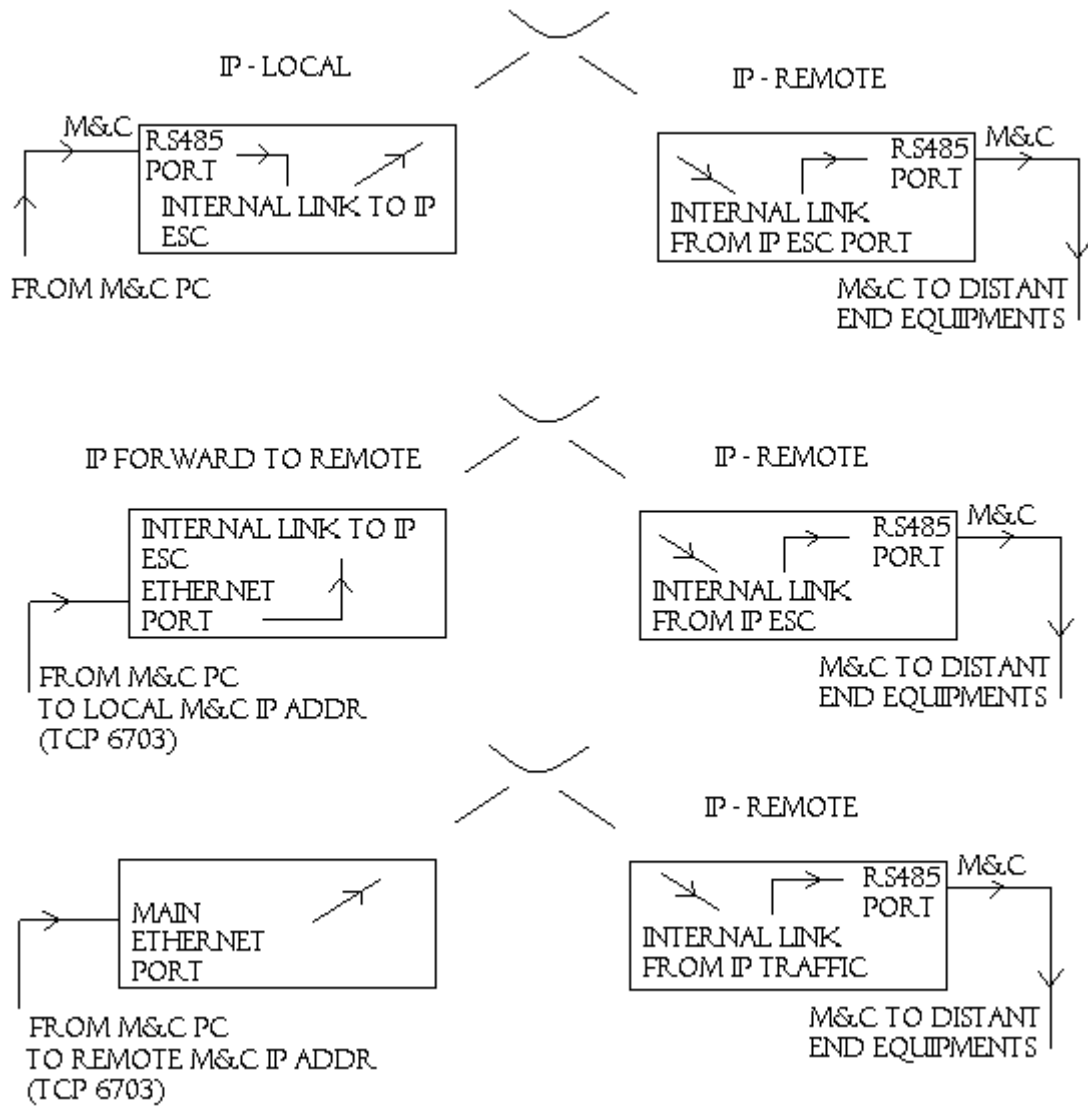 IP - LOCAL
IP - REMOTE
M&C
RS485
PORT
INTERNAL LINK TO IP
ESC
FROM M&C PC
RS485
PORT
M&C
INTERNAL LINK
FROM IP ESC PORT
M&C TO DISTANT
END EQUIPMENTS
IP FORWARD TO REMOTE
IP - REMOTE
INTERNAL LINK TO IP
ESC
ETHERNET
PORT
FROM M&C PC
TO LOCAL M&C IP ADDR
(TCP 6703)
RS485
PORT
M&C
INTERNAL LINK
FROM IP ESC
M&C TO DISTANT
END EQUIPMENTS
IP - REMOTE
MAIN
ETHERNET
PORT
FROM M&C PC
TO REMOTE M&C IP ADDR
(TCP 6703)
RS485
PORT
M&C
INTERNAL LINK
FROM IP TRAFFIC
M&C TO DISTANT
END EQUIPMENTS